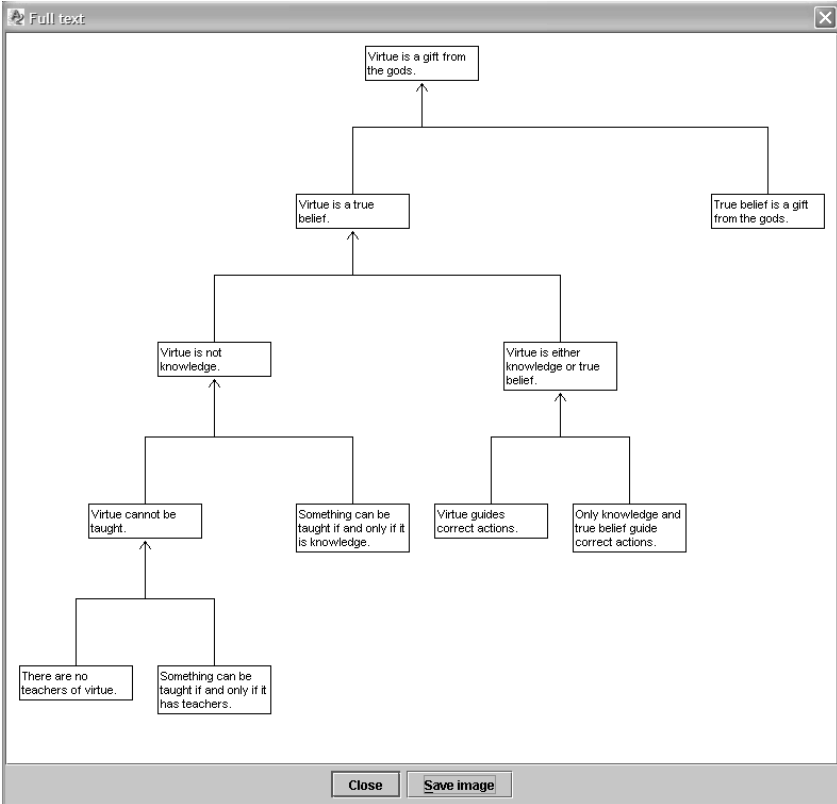 Full text
Virtue is a gift from
the gods.
Virtue is a true
belief.
True belief is a gift
from the gods.
Virtue is not
knowledge.
Virtue is either
knowledge or true
belief.
Virtue cannot be
taught.
Something can be
taught if and only if it
is knowledge.
Virtue guides
correct actions.
Only knowledge and
true belief guide
correct actions.
There are no
teachers of virtue.
Something can be
taught if and only if it
has teachers.
Close
Save image